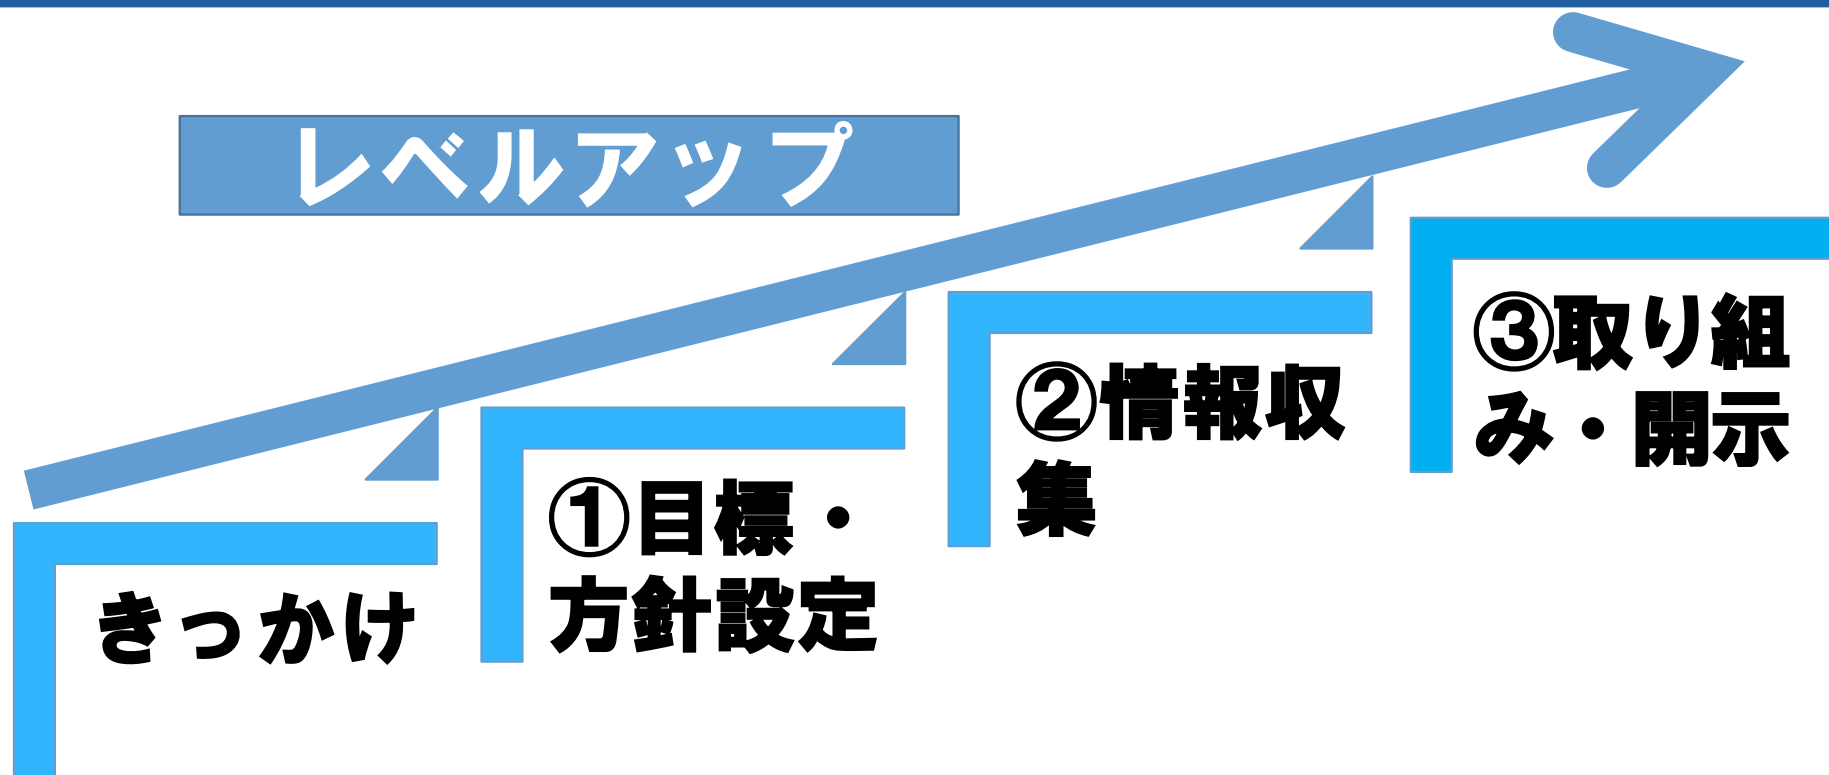 レベルアップ
きっかけ
①目標・
方針設定
②情報収
集
③取り組
み・開示